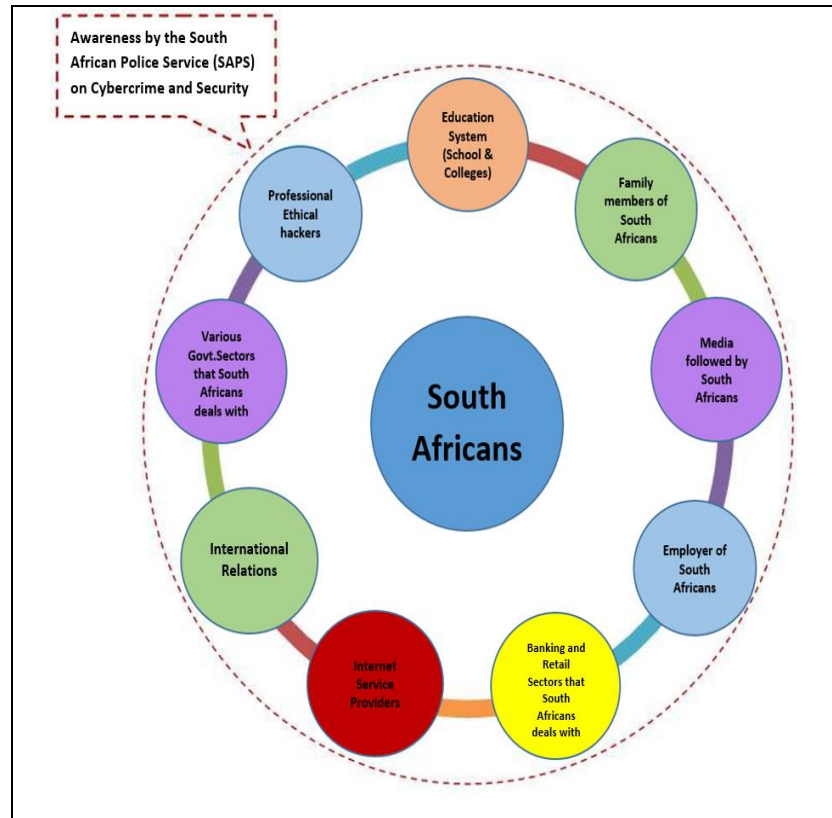 Awareness by the South
African Police Service (SAPS)
on Cybercrime and Security
Education
System
(School &
Colleges)
Family
members of
South
Africans
Media
followed by
South
Africans
Employer of
South
Africans
Banking and
Retail
Sectors that
South
Africans
deals with
Internet
Service
Providers
International
Relations
Various
Govt.Sectors
that South
Africans
deals with
Professional
Ethical
hackers
South
Africans